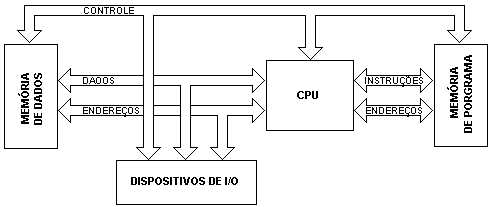 CONTROLE
MEMÓRIA
DE DADOS
DADOS
ENDEREÇOS
CPU
INSTRUÇÕES
ENDEREÇOS
MEMÓRIA
DE PORGRAMA
DISPOSITIVOS DE I/O